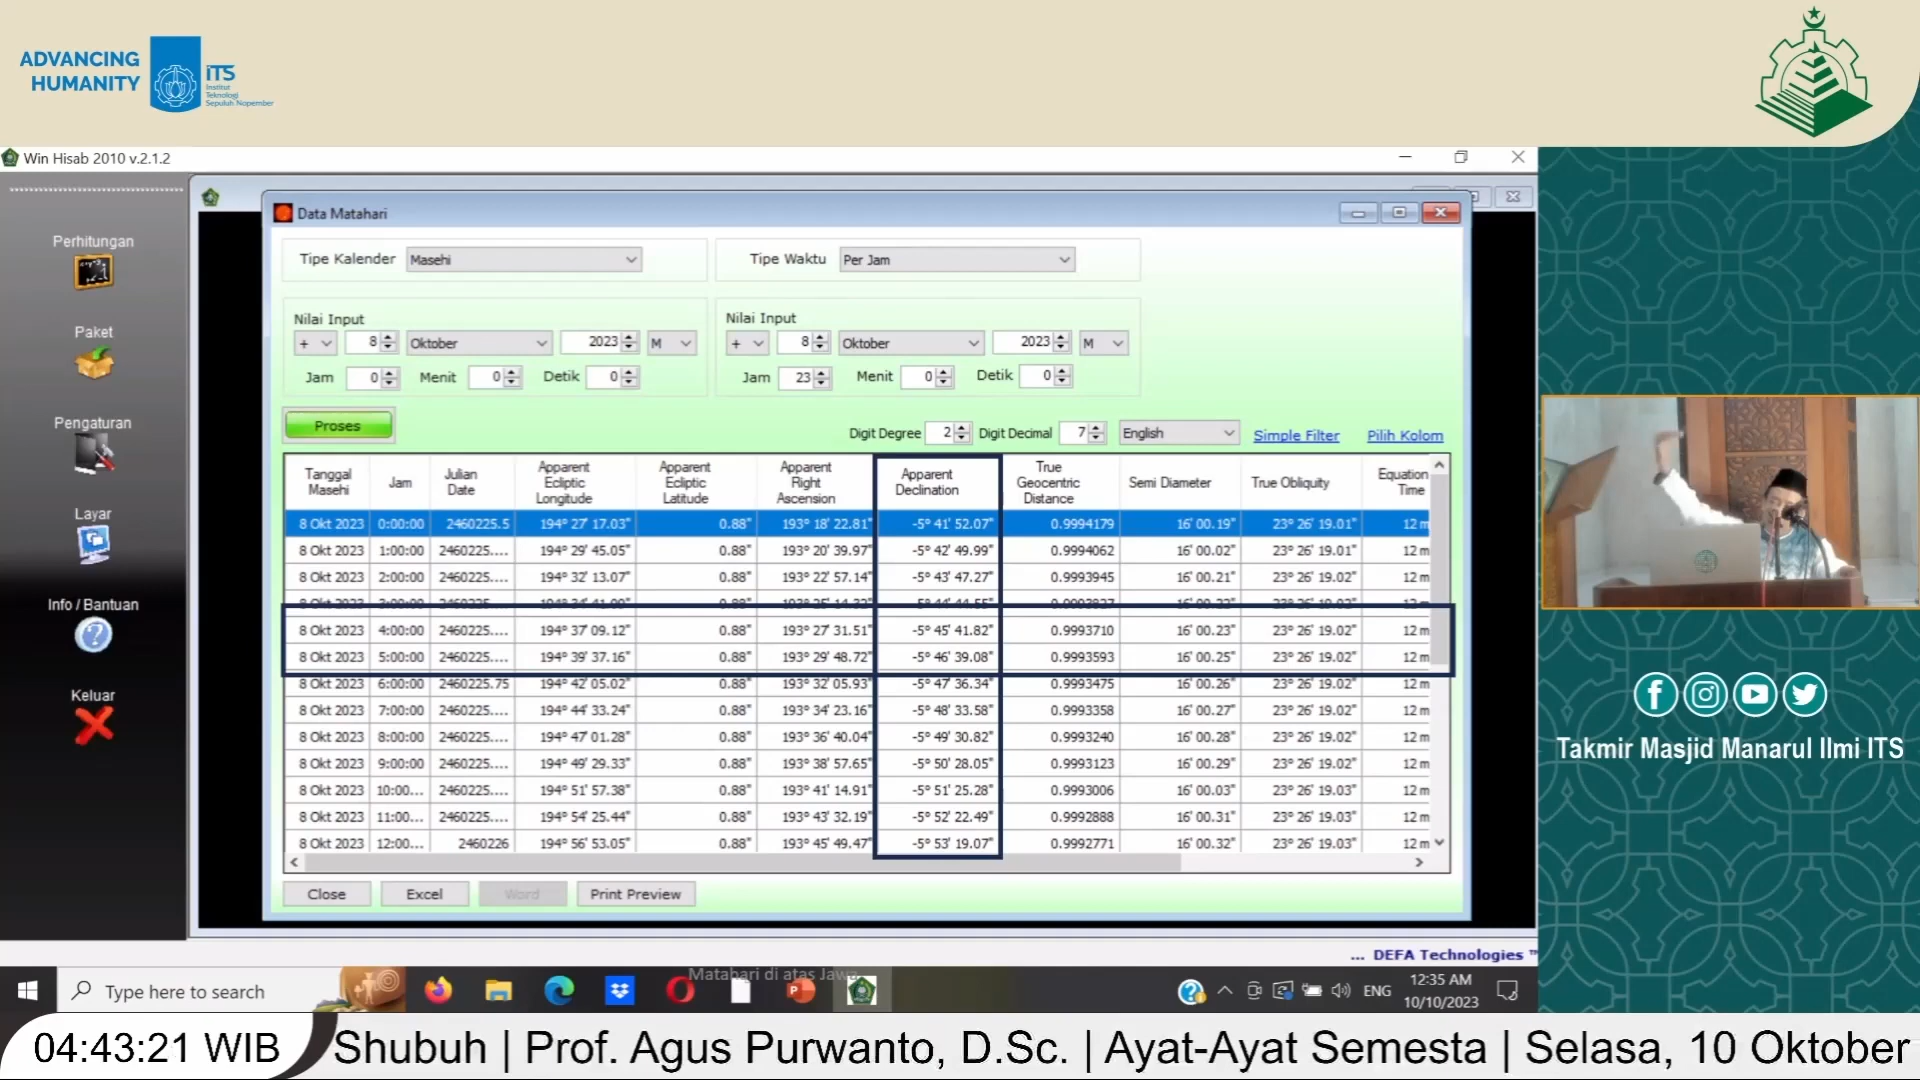 ADVANCING
HUMANITY
ITS
Institut
Teknologi
Sepuluh Nopember
Win Hisab 2010 v.2.1.2
Perhitungan
Paket
Pengaturan
Layar
Info / Bantuan
Keluar
Data Matahari
Tipe Kalender Masehi Tipe Waktu Per Jam
Nilai Input Nilai Input
+ 8 Oktober 2023 M + 8 Oktober 2023 M
Jam 0 Menit 0 Detik 0 Jam 23 Menit 0 Detik 0
Proses Digit Degree 2 Digit Decimal 7 English Simple Filter Pilih Kolom
Tanggal Masehi Jam Julian Date Apparent Ecliptic Longitude Apparent Ecliptic Latitude Apparent Right Ascension Apparent Declination True Geocentric Distance Semi Diameter True Obliquity Equation Time
8 Okt 2023 0:00:00 2460225.5 194° 27' 17.03" 0.88" 193° 18' 22.81" -5° 41' 52.07" 0.9994179 16' 00.19" 23° 26' 19.01" 12 m
8 Okt 2023 1:00:00 2460225.... 194° 29' 45.05" 0.88" 193° 20' 39.97" -5° 42' 49.99" 0.9994062 16' 00.02" 23° 26' 19.01" 12 m
8 Okt 2023 2:00:00 2460225.... 194° 32' 13.07" 0.88" 193° 22' 57.14" -5° 43' 47.27" 0.9993945 16' 00.21" 23° 26' 19.02" 12 m
8 Okt 2023 4:00:00 2460225.... 194° 37' 09.12" 0.88" 193° 27' 31.51" -5° 45' 41.82" 0.9993710 16' 00.23" 23° 26' 19.02" 12 m
8 Okt 2023 5:00:00 2460225.... 194° 39' 37.16" 0.88" 193° 29' 48.72" -5° 46' 39.08" 0.9993593 16' 00.25" 23° 26' 19.02" 12 m
8 Okt 2023 6:00:00 2460225.75 194° 42' 05.02" 0.88" 193° 32' 05.93" -5° 47' 36.34" 0.9993475 16' 00.26" 23° 26' 19.02" 12 m
8 Okt 2023 7:00:00 2460225.... 194° 44' 33.24" 0.88" 193° 34' 23.16" -5° 48' 33.58" 0.9993358 16' 00.27" 23° 26' 19.02" 12 m
8 Okt 2023 8:00:00 2460225.... 194° 47' 01.28" 0.88" 193° 36' 40.04" -5° 49' 30.82" 0.9993240 16' 00.28" 23° 26' 19.02" 12 m
8 Okt 2023 9:00:00 2460225.... 194° 49' 29.33" 0.88" 193° 38' 57.65" -5° 50' 28.05" 0.9993123 16' 00.29" 23° 26' 19.02" 12 m
8 Okt 2023 10:00... 2460225.... 194° 51' 57.38" 0.88" 193° 41' 14.91" -5° 51' 25.28" 0.9993006 16' 00.03" 23° 26' 19.03" 12 m
8 Okt 2023 11:00... 2460225.... 194° 54' 25.44" 0.88" 193° 43' 32.19" -5° 52' 22.49" 0.9992888 16' 00.31" 23° 26' 19.03" 12 m
8 Okt 2023 12:00... 2460226 194° 56' 53.05" 0.88" 193° 45' 49.47" -5° 53' 19.07" 0.9992771 16' 00.32" 23° 26' 19.03" 12 m
Close Excel Word Print Preview
... DEFA Technologies ™
Matahari di atas Jawa
Type here to search
ENG
12:35 AM
10/10/2023
Takmir Masjid Manarul Ilmi ITS
04:43:21 WIB Shubuh | Prof. Agus Purwanto, D.Sc. | Ayat-Ayat Semesta | Selasa, 10 Oktober